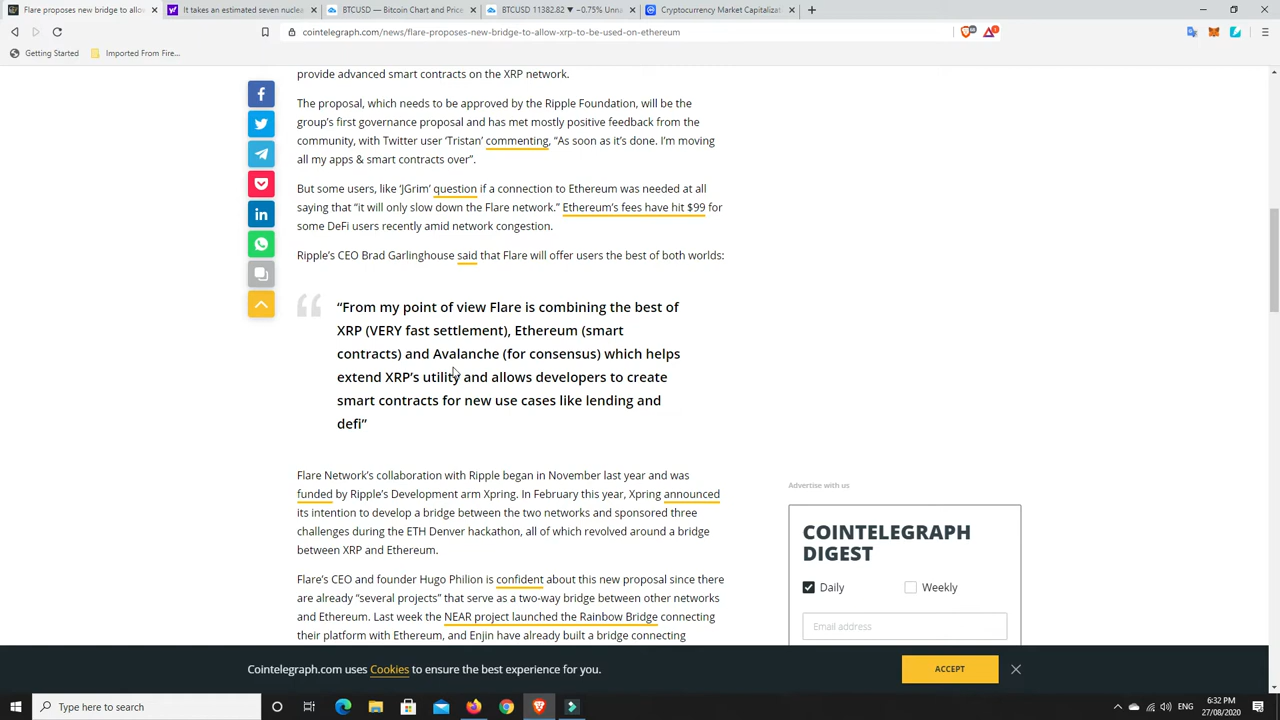 Flare proposes new bridge to allow
It takes an estimated seven nuclea
BTCUSD — Bitcoin Chart and Price
BTCUSD 11382.82 ▼ −0.75% Unna
Cryptocurrency Market Capitalizat
cointelegraph.com/news/flare-proposes-new-bridge-to-allow-xrp-to-be-used-on-ethereum
Getting Started
Imported From Fire...
provide advanced smart contracts on the XRP network.
The proposal, which needs to be approved by the Ripple Foundation, will be the
group's first governance proposal and has met mostly positive feedback from the
community, with Twitter user 'Tristan' commenting, "As soon as it's done. I'm moving
all my apps & smart contracts over".
But some users, like 'JGrim' question if a connection to Ethereum was needed at all
saying that "it will only slow down the Flare network." Ethereum's fees have hit $99 for
some DeFi users recently amid network congestion.
Ripple's CEO Brad Garlinghouse said that Flare will offer users the best of both worlds:
"From my point of view Flare is combining the best of
XRP (VERY fast settlement), Ethereum (smart
contracts) and Avalanche (for consensus) which helps
extend XRP's utility and allows developers to create
smart contracts for new use cases like lending and
defi"
Flare Network's collaboration with Ripple began in November last year and was
funded by Ripple's Development arm Xpring. In February this year, Xpring announced
its intention to develop a bridge between the two networks and sponsored three
challenges during the ETH Denver hackathon, all of which revolved around a bridge
between XRP and Ethereum.
Flare's CEO and founder Hugo Philion is confident about this new proposal since there
are already "several projects" that serve as a two-way bridge between other networks
and Ethereum. Last week the NEAR project launched the Rainbow Bridge connecting
their platform with Ethereum, and Enjin have already built a bridge connecting
Advertise with us
COINTELEGRAPH
DIGEST
Daily
Weekly
Email address
Cointelegraph.com uses Cookies to ensure the best experience for you.
ACCEPT
Type here to search
ENG
6:32 PM
27/08/2020